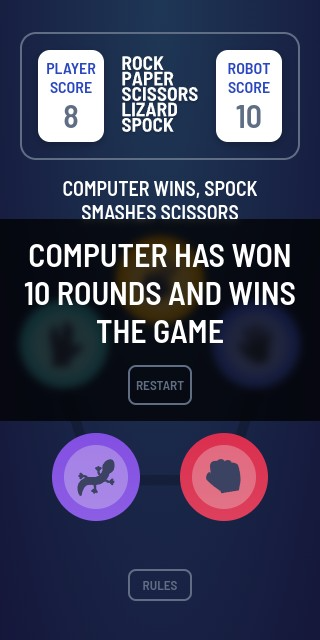 PLAYER
SCORE
8
ROCK
PAPER
SCISSORS
LIZARD
SPOCK
ROBOT
SCORE
10
COMPUTER WINS, SPOCK
SMASHES SCISSORS
COMPUTER HAS WON
10 ROUNDS AND WINS
THE GAME
RESTART
RULES